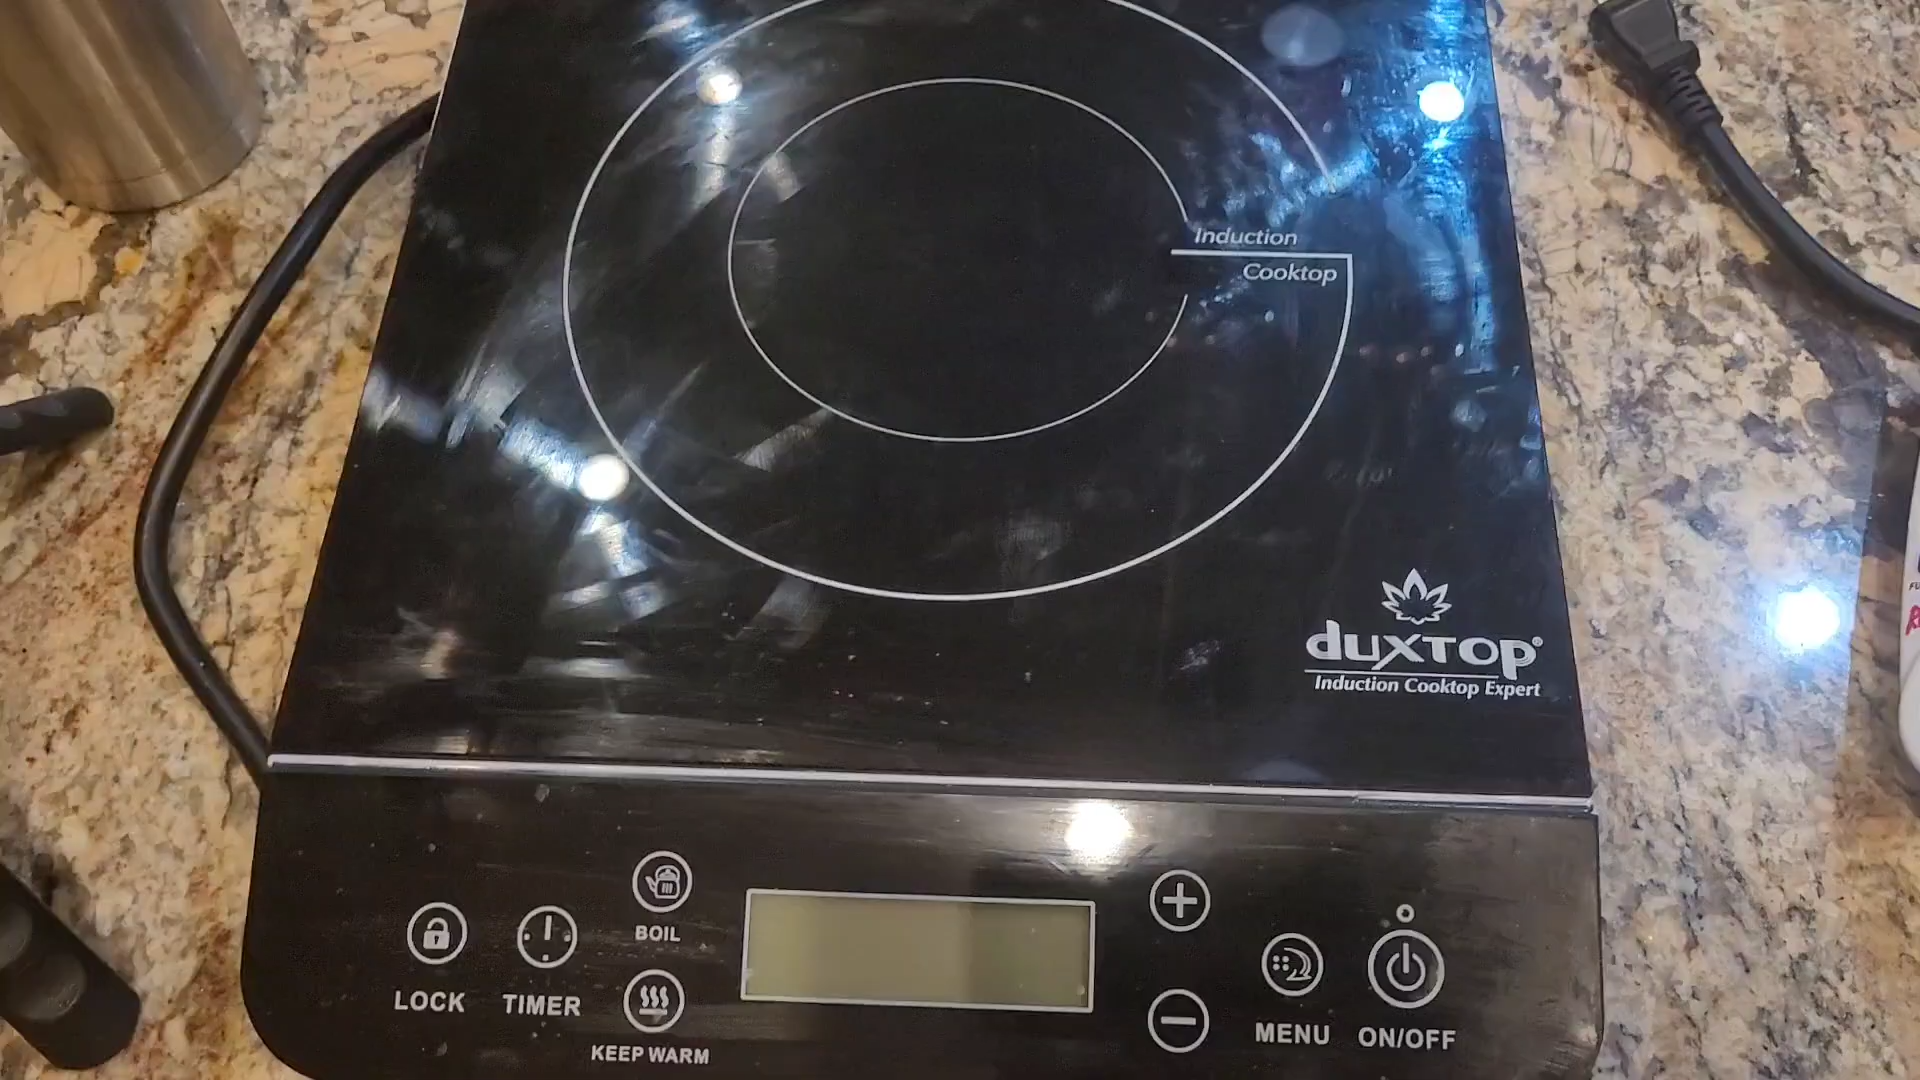 Induction
Cooktop
duxtop®
Induction Cooktop Expert
BOIL
LOCK
TIMER
KEEP WARM
MENU
ON/OFF